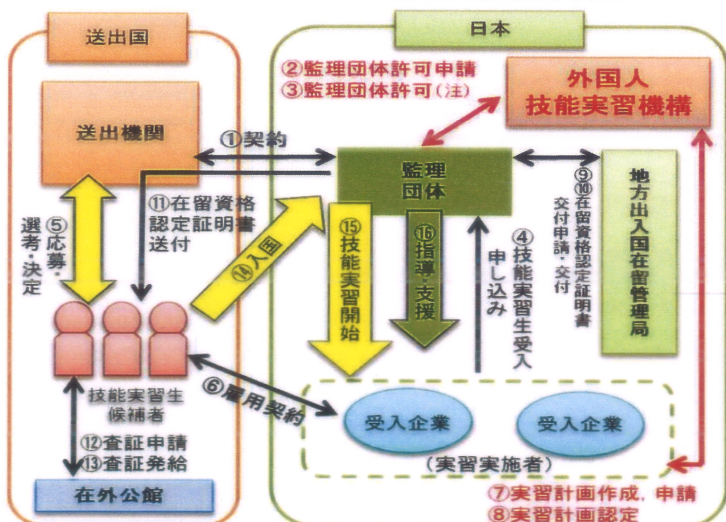 送出国
日本
②監理団体許可申請
③監理団体許可(注)
外国人
技能実習機構
送出機関
①契約
監理
団体
⑪在留資格
認定証明書
送付
⑤応募・
選考・決定
⑭入国
⑮技能実習開始
⑯指導・支援
④技能実習生受入
申し込み
⑨
⑩在留資格認定証明書
交付申請・交付
地方出入国在留管理局
技能実習生
候補者
⑥雇用契約
受入企業
受入企業
(実習実施者)
⑫査証申請
⑬査証発給
在外公館
⑦実習計画作成，申請
⑧実習計画認定